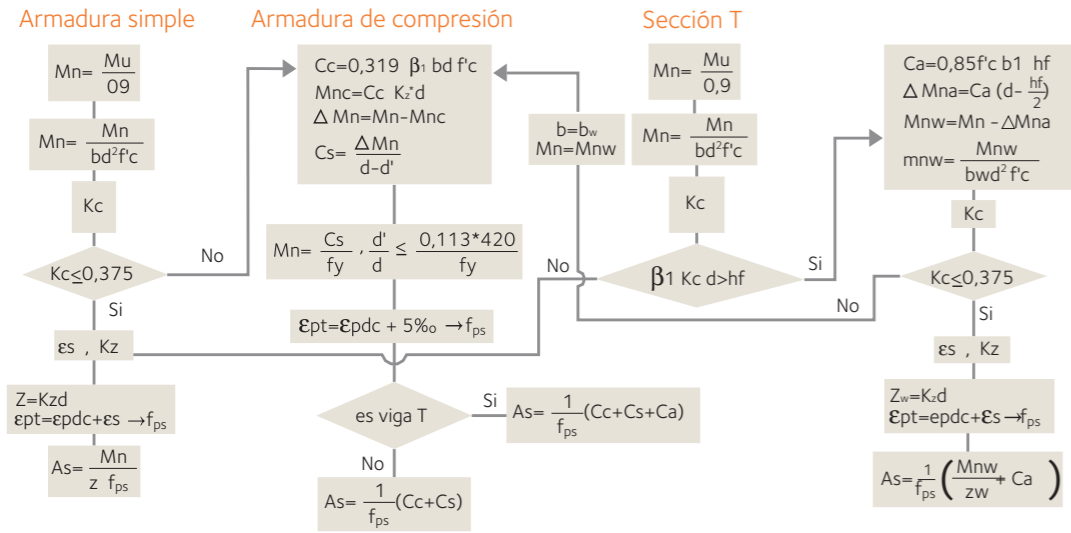 Armadura simple
Mn= Mu/09
Mn= Mn/bd²f'c
Kc
Kc≤0,375
No
Si
εs , Kz
Z=Kzd
εpt=εpdc+εs →fps
As= Mn/z fps
Armadura de compresión
Cc=0,319 β1 bd f'c
Mnc=Cc Kz*d
Δ Mn=Mn-Mnc
Cs= ΔMn/d-d'
Mn= Cs/fy , d'/d ≤ 0,113*420/fy
εpt=εpdc + 5‰ →fps
es viga T
Si
As= 1/fps (Cc+Cs+Ca)
No
As= 1/fps (Cc+Cs)
Sección T
Mn= Mu/0,9
b=bw
Mn=Mnw
Mn= Mn/bd²f'c
Kc
β1 Kc d>hf
No
Si
Ca=0,85f'c b1 hf
Δ Mna=Ca (d- hf/2)
Mnw=Mn -ΔMna
mnw= Mnw/bwd² f'c
Kc
Kc≤0,375
No
Si
εs , Kz
Zw=Kzd
εpt=epdc+εs→fps
As= 1/fps (Mnw/zw + Ca )